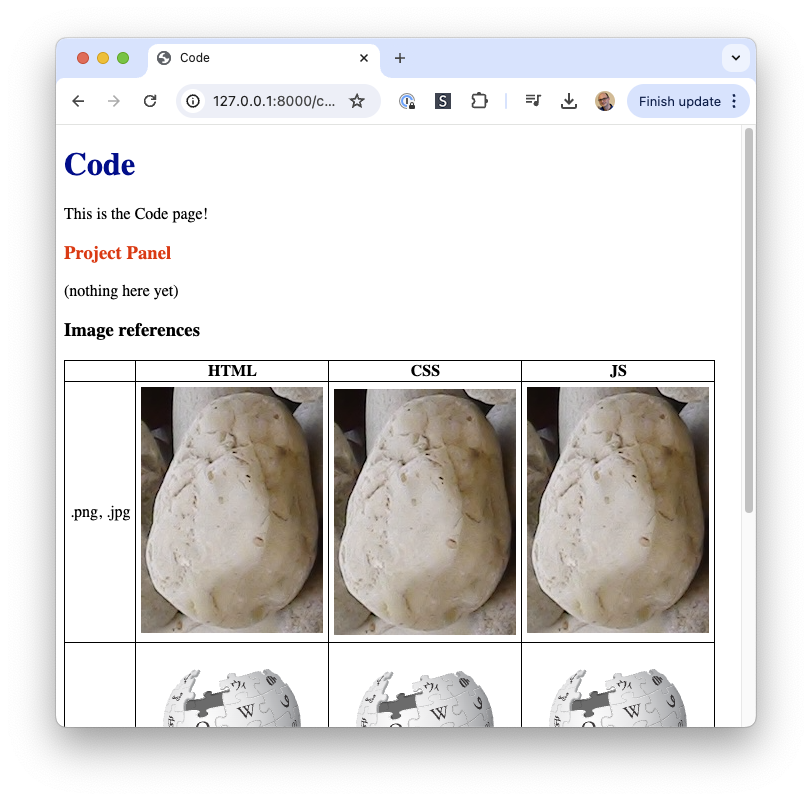 Code
127.0.0.1:8000/c...
S
Finish update
Code
This is the Code page!
Project Panel
(nothing here yet)
Image references
HTML CSS JS
.png, .jpg
W W W